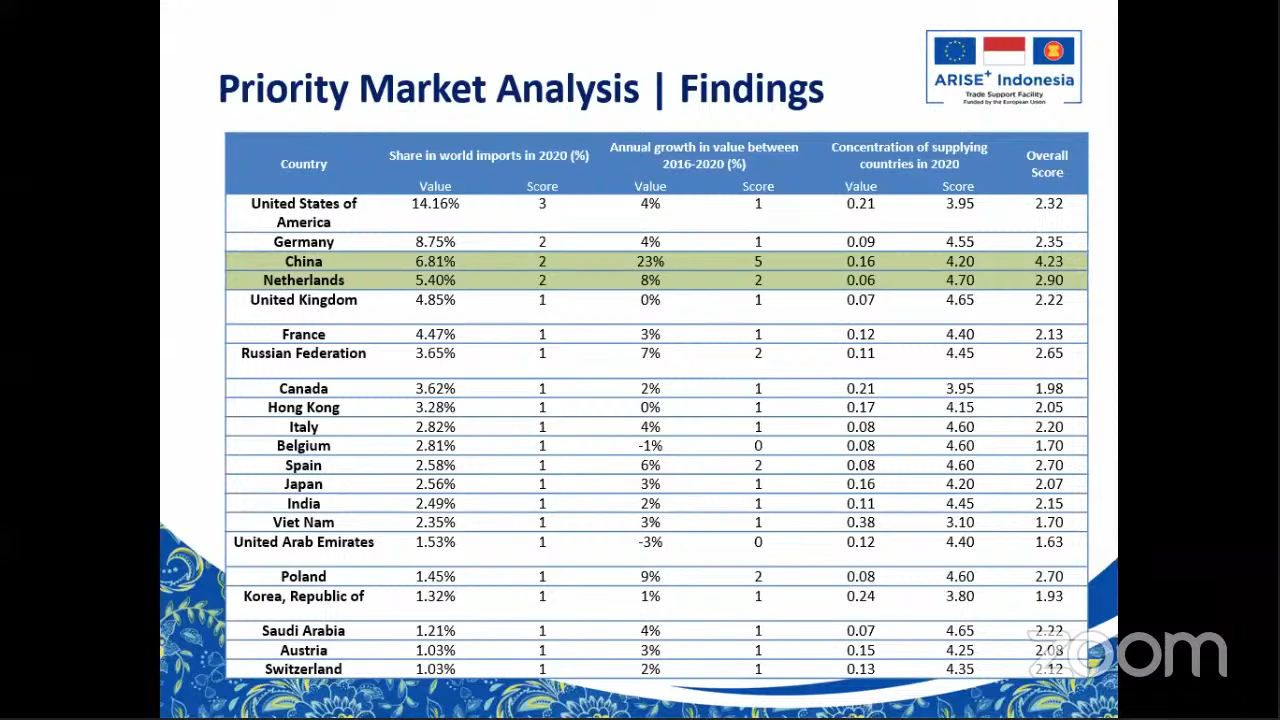 Priority Market Analysis | Findings
ARISE+ Indonesia
Trade Support Facility
Funded by the European Union
Country Share in world imports in 2020 (%) Annual growth in value between 2016-2020 (%) Concentration of supplying countries in 2020 Overall Score
Value Score Value Score Value Score
United States of America 14.16% 3 4% 1 0.21 3.95 2.32
Germany 8.75% 2 4% 1 0.09 4.55 2.35
China 6.81% 2 23% 5 0.16 4.20 4.23
Netherlands 5.40% 2 8% 2 0.06 4.70 2.90
United Kingdom 4.85% 1 0% 1 0.07 4.65 2.22
France 4.47% 1 3% 1 0.12 4.40 2.13
Russian Federation 3.65% 1 7% 2 0.11 4.45 2.65
Canada 3.62% 1 2% 1 0.21 3.95 1.98
Hong Kong 3.28% 1 0% 1 0.17 4.15 2.05
Italy 2.82% 1 4% 1 0.08 4.60 2.20
Belgium 2.81% 1 -1% 0 0.08 4.60 1.70
Spain 2.58% 1 6% 2 0.08 4.60 2.70
Japan 2.56% 1 3% 1 0.16 4.20 2.07
India 2.49% 1 2% 1 0.11 4.45 2.15
Viet Nam 2.35% 1 3% 1 0.38 3.10 1.70
United Arab Emirates 1.53% 1 -3% 0 0.12 4.40 1.63
Poland 1.45% 1 9% 2 0.08 4.60 2.70
Korea, Republic of 1.32% 1 1% 1 0.24 3.80 1.93
Saudi Arabia 1.21% 1 4% 1 0.07 4.65 2.22
Austria 1.03% 1 3% 1 0.15 4.25 2.08
Switzerland 1.03% 1 2% 1 0.13 4.35 2.12
zoom